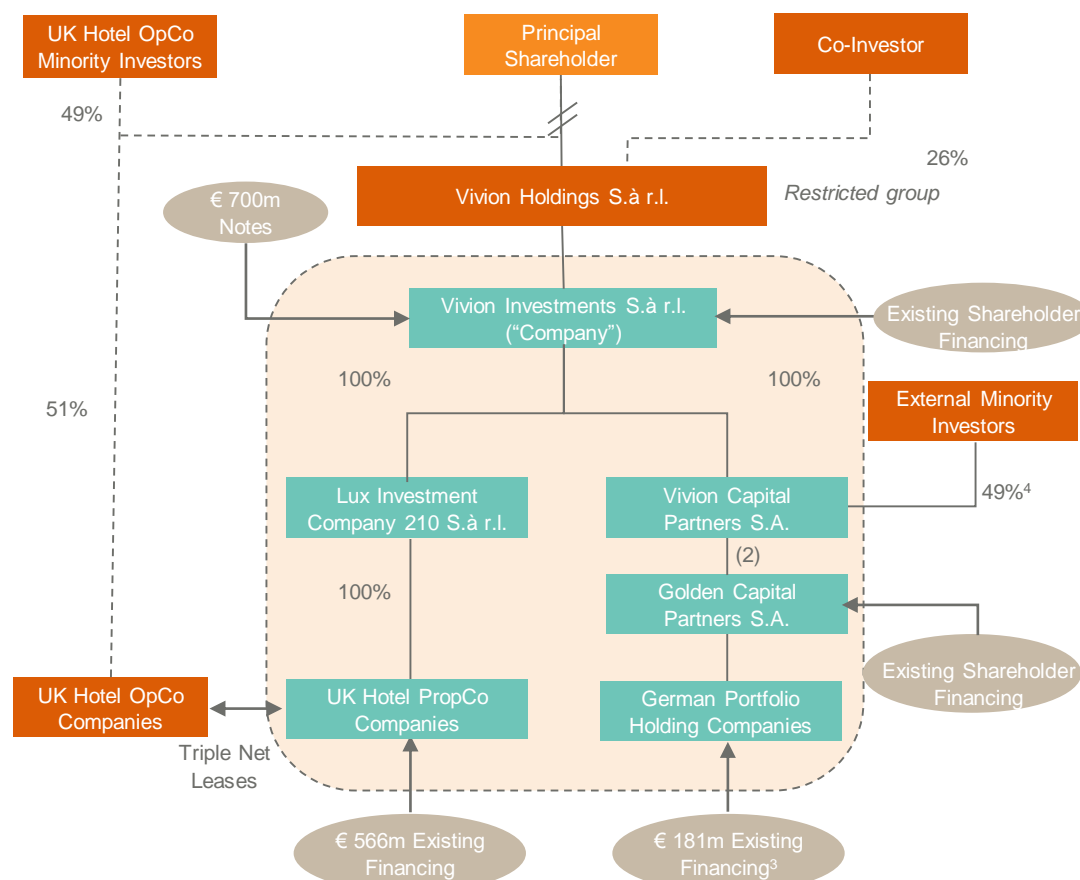 UK Hotel OpCo
Minority Investors
Principal
Shareholder
Co-Investor
49%
26%
Restricted group
Vivion Holdings S.à r.l.
€ 700m
Notes
Vivion Investments S.à r.l.
(“Company”)
Existing Shareholder
Financing
100%
100%
51%
External Minority
Investors
Lux Investment
Company 210 S.à r.l.
Vivion Capital
Partners S.A.
49%⁴
(2)
100%
Golden Capital
Partners S.A.
Existing Shareholder
Financing
UK Hotel OpCo
Companies
UK Hotel PropCo
Companies
German Portfolio
Holding Companies
Triple Net
Leases
€ 566m Existing
Financing
€ 181m Existing
Financing³